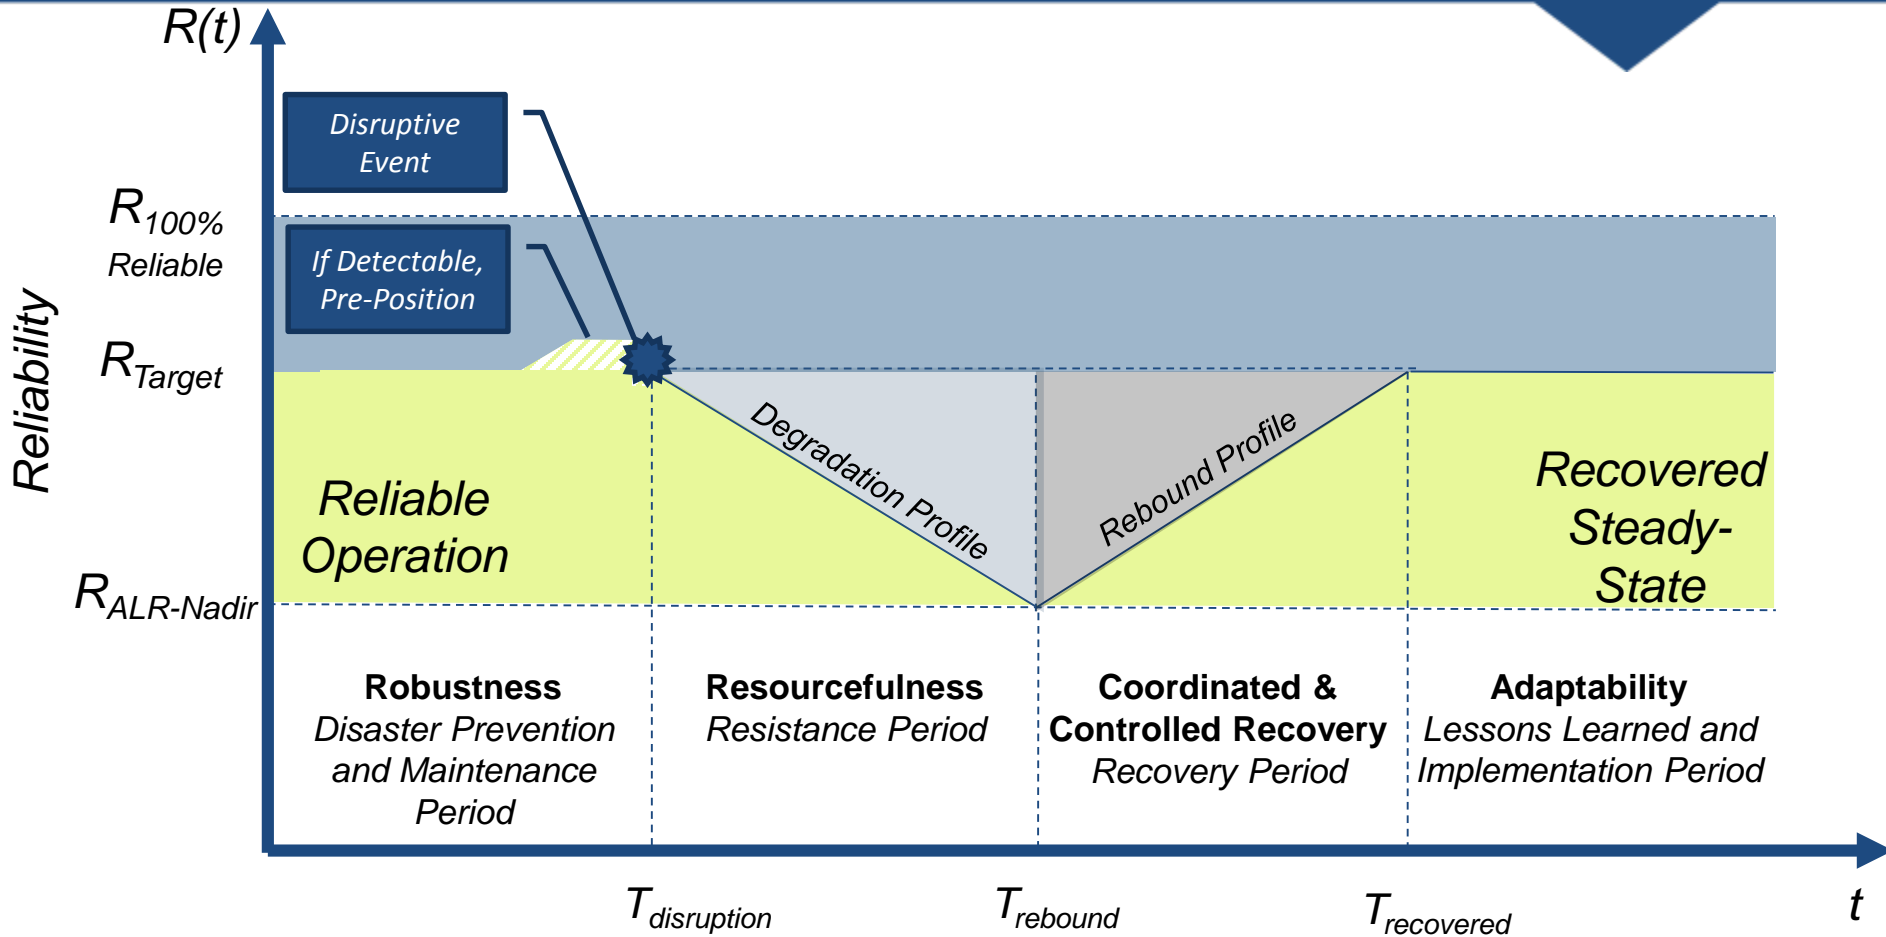 R(t)
Disruptive
Event
R100%
Reliable
If Detectable,
Pre-Position
Reliability
RTarget
Degradation Profile
Rebound Profile
Reliable
Operation
Recovered
Steady-
State
RALR-Nadir
Robustness
Disaster Prevention
and Maintenance
Period
Resourcefulness
Resistance Period
Coordinated &
Controlled Recovery
Recovery Period
Adaptability
Lessons Learned and
Implementation Period
Tdisruption
Trebound
Trecovered
t